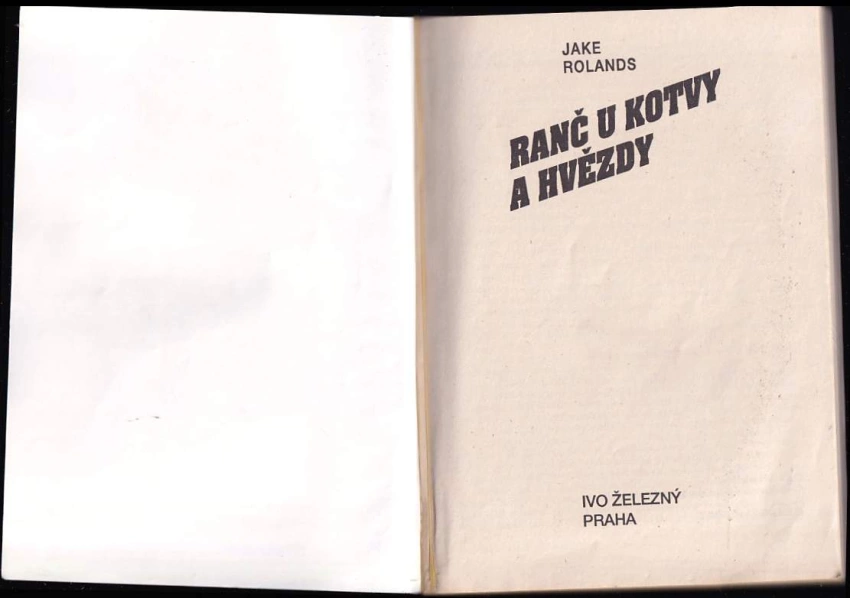 JAKE
ROLANDS
RANČ U KOTVY
A HVĚZDY
IVO ŽELEZNÝ
PRAHA